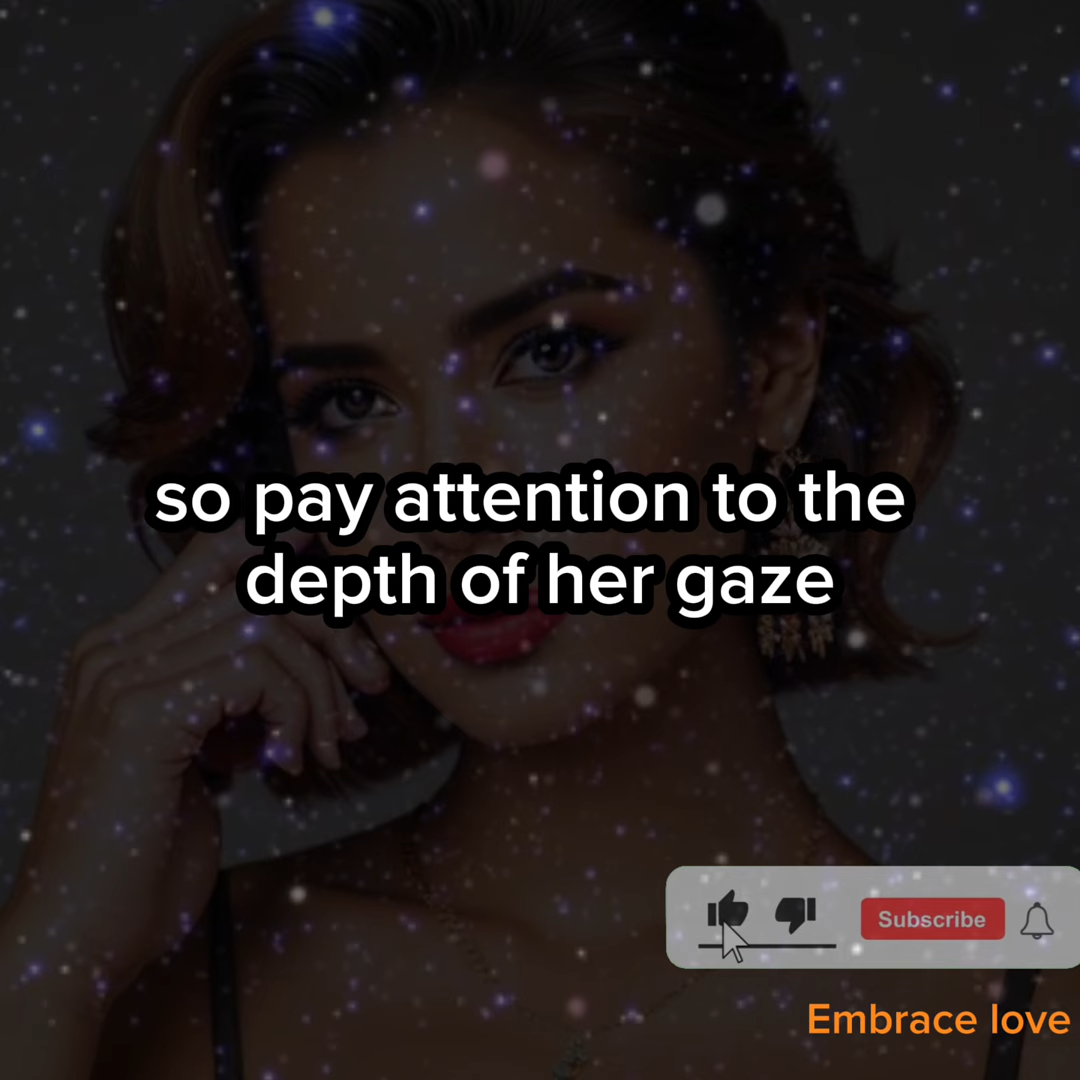 so pay attention to the
depth of her gaze
Subscribe
Embrace love